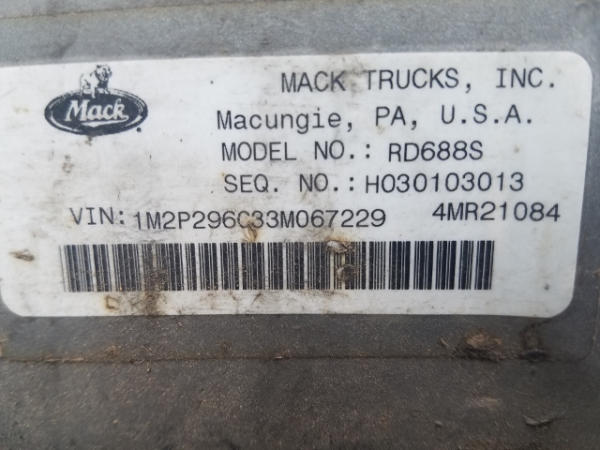 Mack
MACK TRUCKS, INC.
Macungie, PA, U.S.A.
MODEL NO.: RD688S
SEQ. NO.: H030103013
VIN: 1M2P296C33M067229 4MR21084